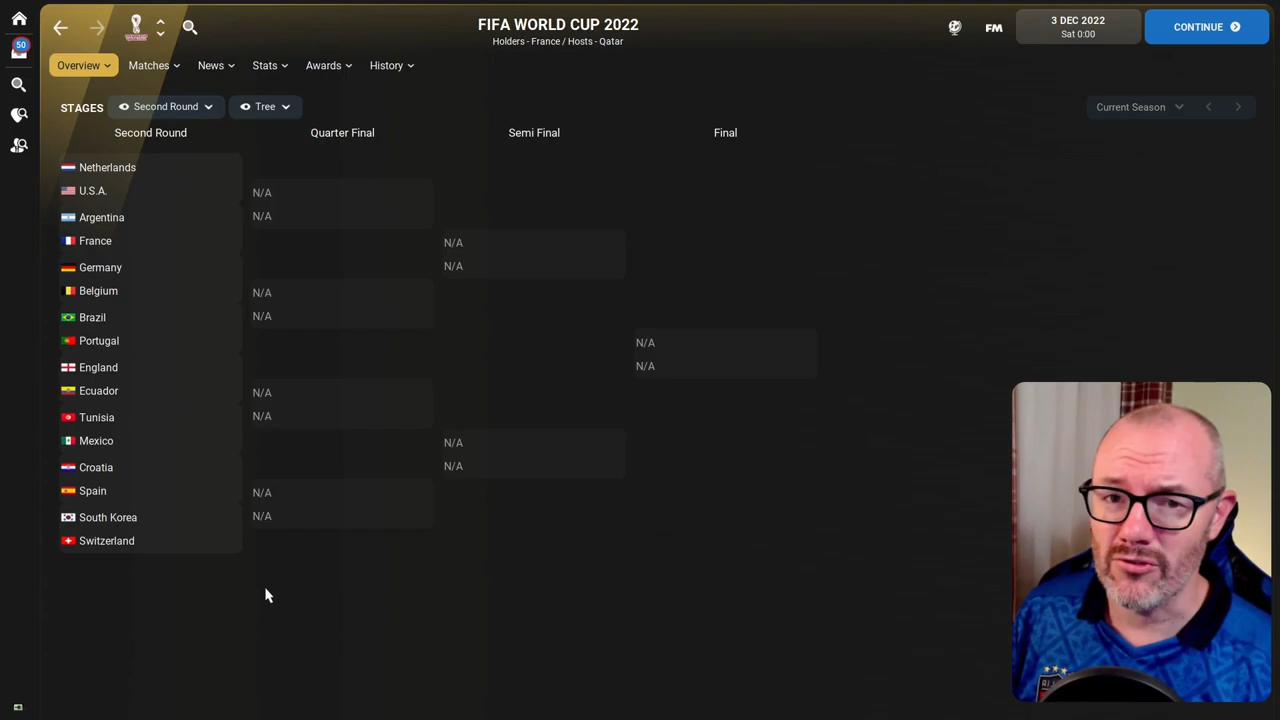 FIFA WORLD CUP 2022
Holders - France / Hosts - Qatar
FM
3 DEC 2022
Sat 0:00
CONTINUE
50
Overview
Matches
News
Stats
Awards
History
STAGES
Second Round
Tree
Current Season
Second Round
Quarter Final
Semi Final
Final
Netherlands
U.S.A.
N/A
Argentina
N/A
France
N/A
N/A
Germany
Belgium
N/A
Brazil
N/A
Portugal
N/A
N/A
England
Ecuador
N/A
Tunisia
N/A
Mexico
N/A
N/A
Croatia
Spain
N/A
South Korea
N/A
Switzerland